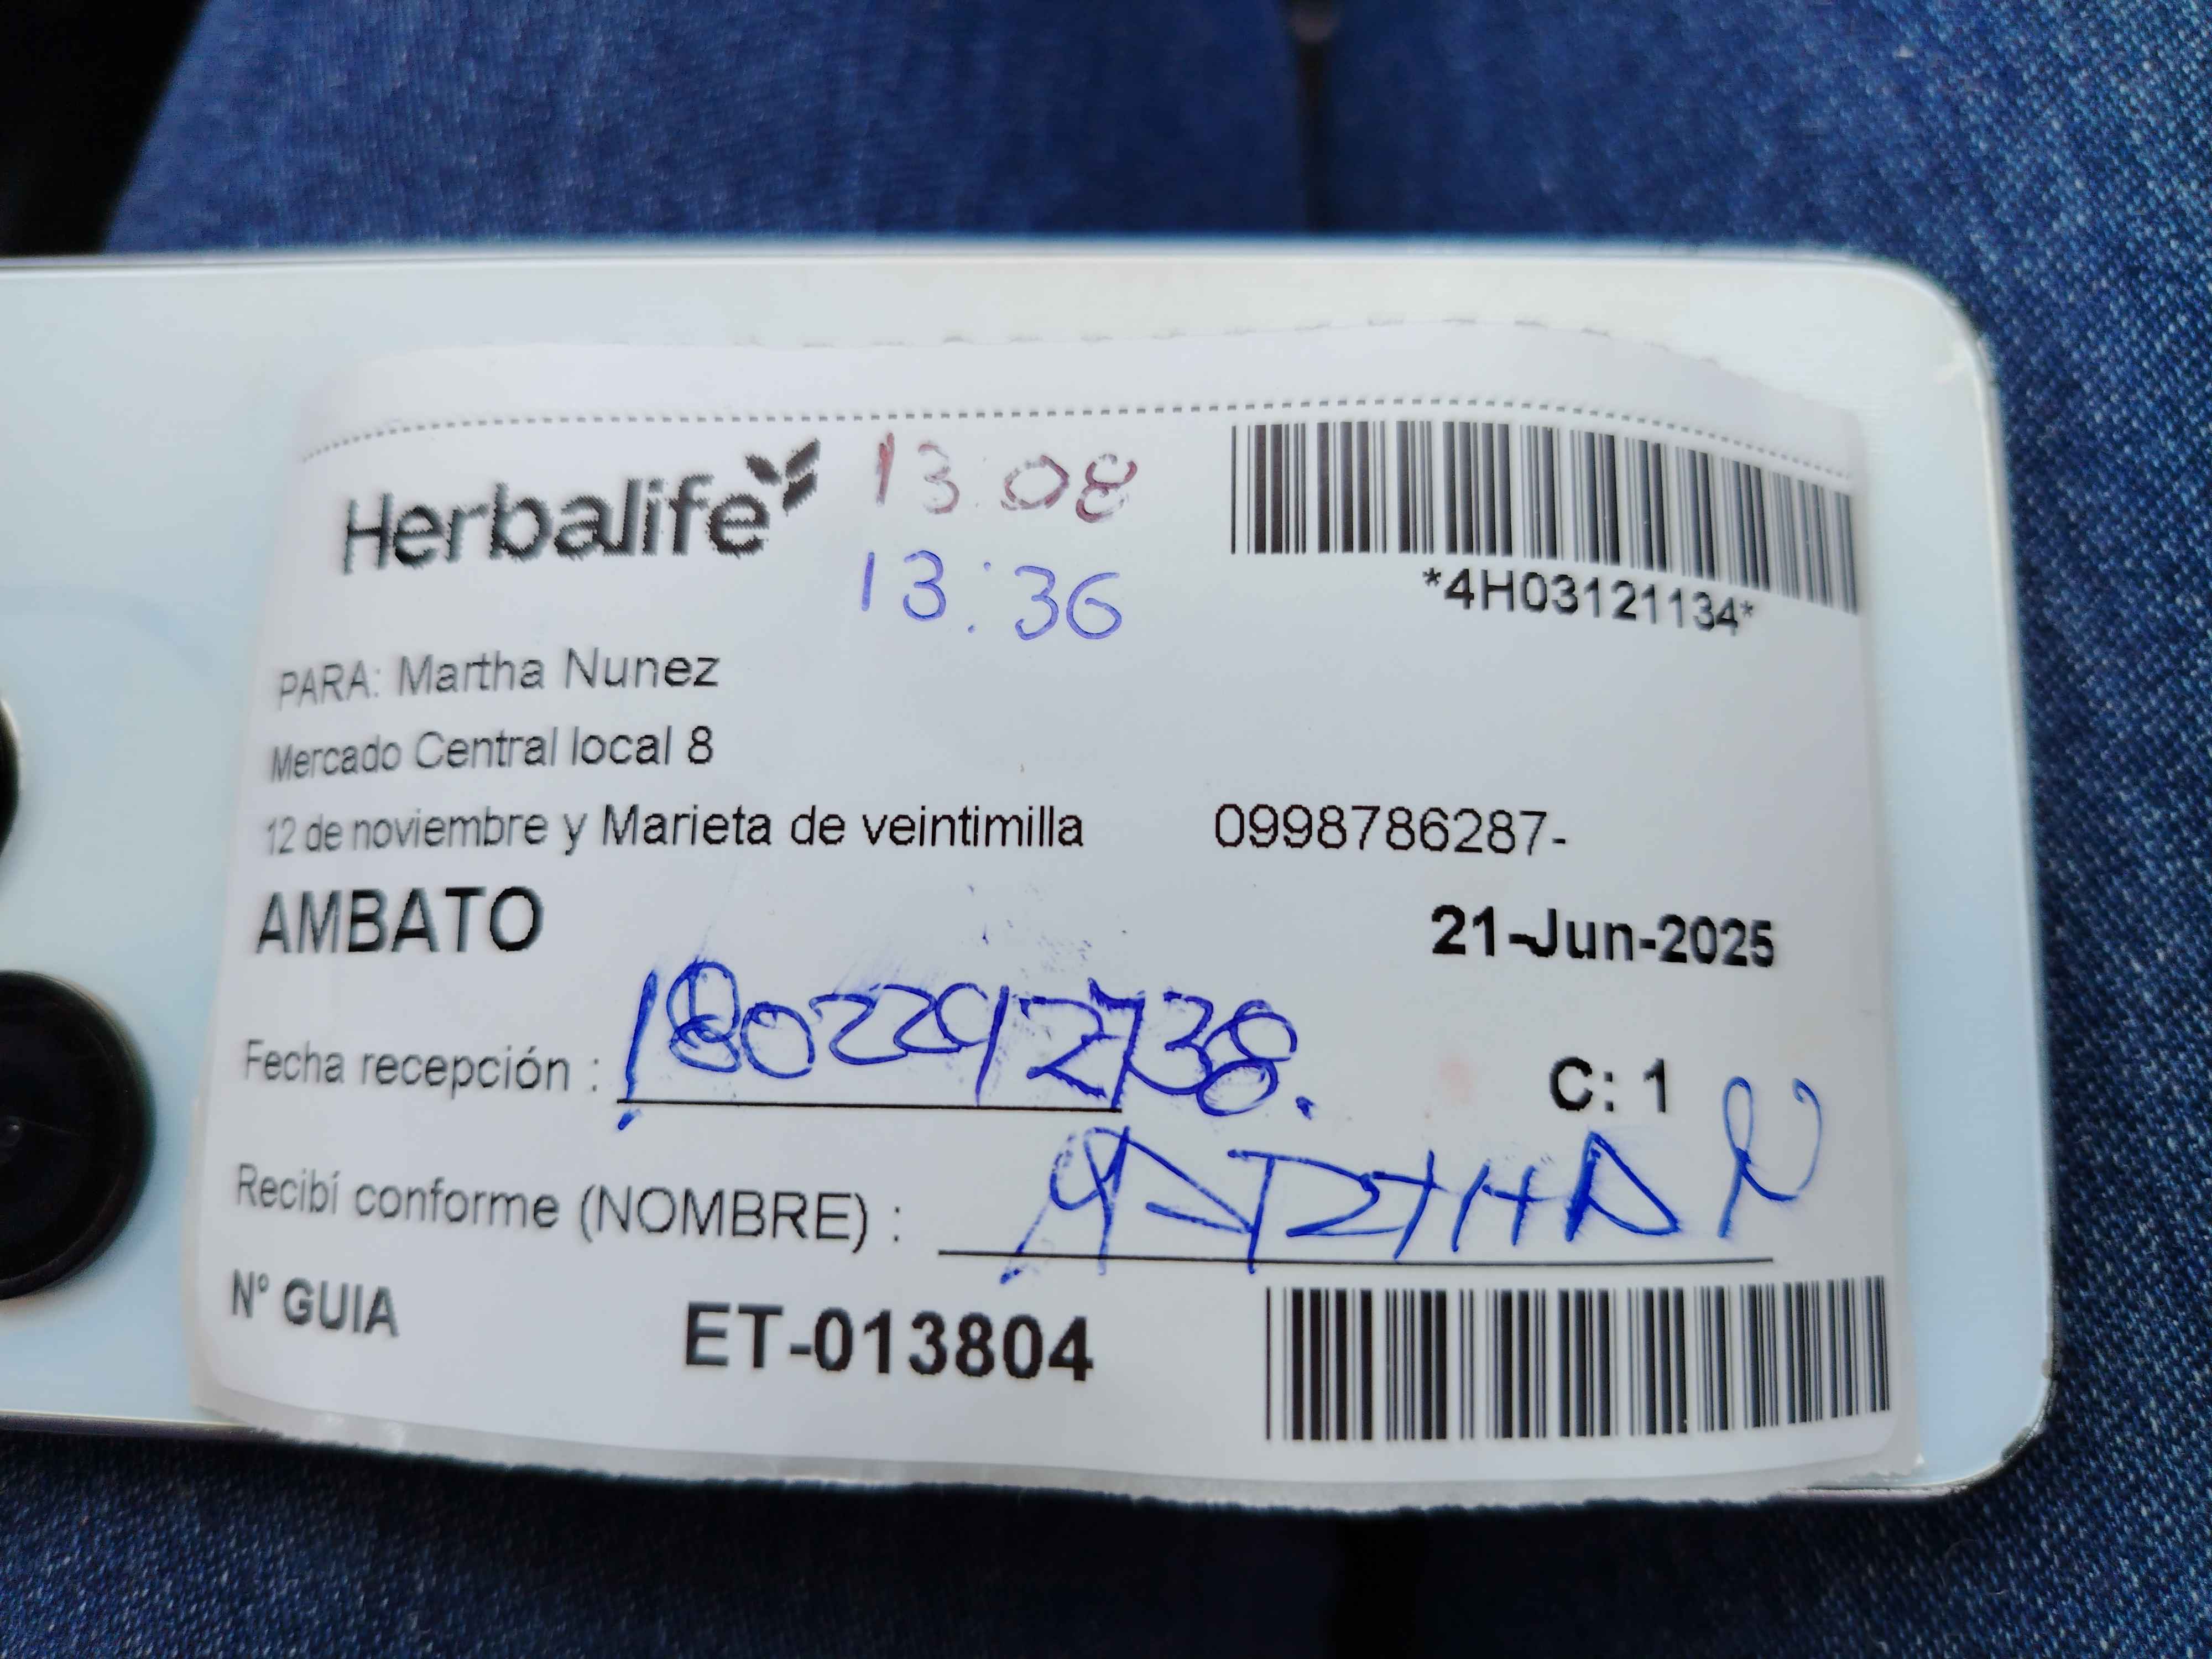 Herbalife
13 08
13:36
*4H03121134*
PARA: Martha Nunez
Mercado Central local 8
12 de noviembre y Marieta de veintimilla 0998786287-
AMBATO
21-Jun-2025
Fecha recepción : 1802292738.
C: 1
Recibí conforme (NOMBRE) : MARTHA N
N° GUIA ET-013804